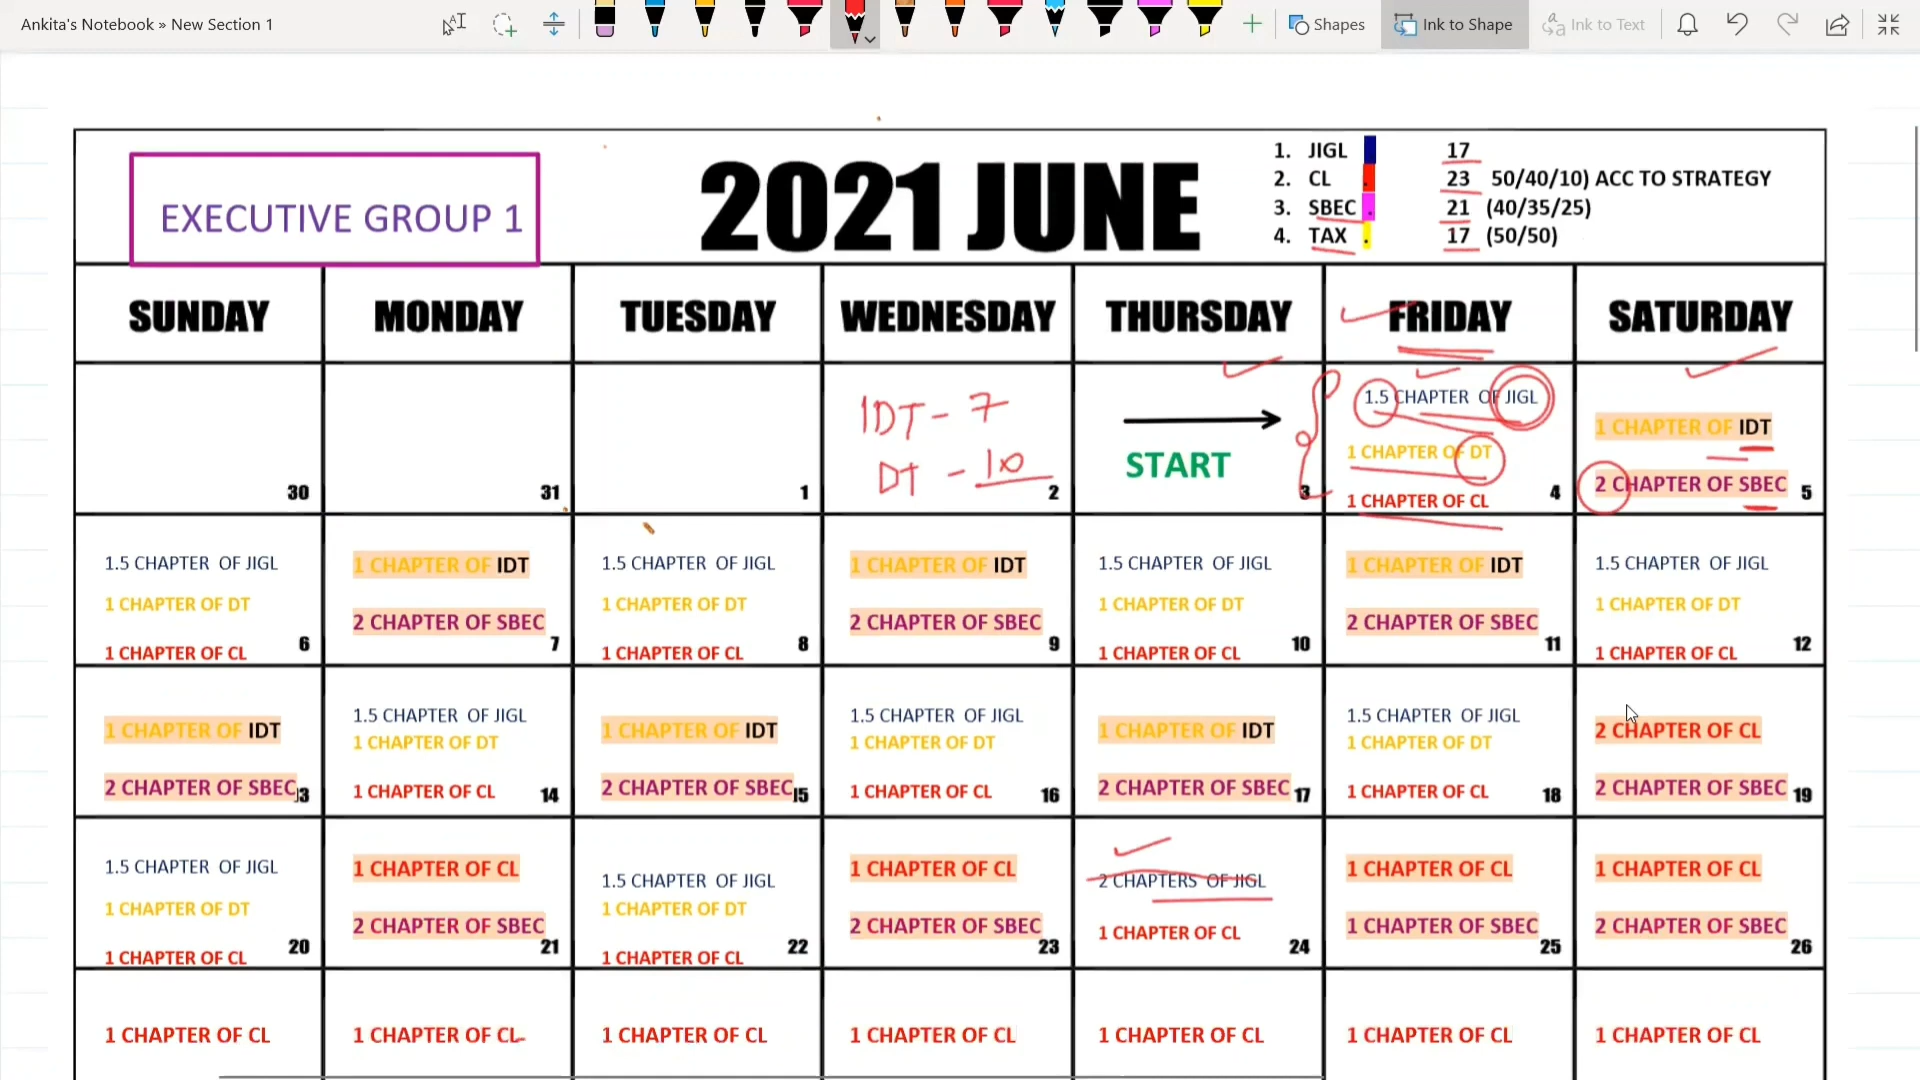 Ankita's Notebook » New Section 1
Shapes
Ink to Shape
Ink to Text
EXECUTIVE GROUP 1
2021 JUNE
1. JIGL 17
2. CL 23 50/40/10) ACC TO STRATEGY
3. SBEC 21 (40/35/25)
4. TAX 17 (50/50)
SUNDAY MONDAY TUESDAY WEDNESDAY THURSDAY FRIDAY SATURDAY
30
31
1
IDT - 7
DT - 10
2
START
3
1.5 CHAPTER OF JIGL
1 CHAPTER OF DT
1 CHAPTER OF CL
4
1 CHAPTER OF IDT
2 CHAPTER OF SBEC
5
1.5 CHAPTER OF JIGL
1 CHAPTER OF DT
1 CHAPTER OF CL
6
1 CHAPTER OF IDT
2 CHAPTER OF SBEC
7
1.5 CHAPTER OF JIGL
1 CHAPTER OF DT
1 CHAPTER OF CL
8
1 CHAPTER OF IDT
2 CHAPTER OF SBEC
9
1.5 CHAPTER OF JIGL
1 CHAPTER OF DT
1 CHAPTER OF CL
10
1 CHAPTER OF IDT
2 CHAPTER OF SBEC
11
1.5 CHAPTER OF JIGL
1 CHAPTER OF DT
1 CHAPTER OF CL
12
1 CHAPTER OF IDT
2 CHAPTER OF SBEC
13
1.5 CHAPTER OF JIGL
1 CHAPTER OF DT
1 CHAPTER OF CL
14
1 CHAPTER OF IDT
2 CHAPTER OF SBEC
15
1.5 CHAPTER OF JIGL
1 CHAPTER OF DT
1 CHAPTER OF CL
16
1 CHAPTER OF IDT
2 CHAPTER OF SBEC
17
1.5 CHAPTER OF JIGL
1 CHAPTER OF DT
1 CHAPTER OF CL
18
2 CHAPTER OF CL
2 CHAPTER OF SBEC
19
1.5 CHAPTER OF JIGL
1 CHAPTER OF DT
1 CHAPTER OF CL
20
1 CHAPTER OF CL
2 CHAPTER OF SBEC
21
1.5 CHAPTER OF JIGL
1 CHAPTER OF DT
1 CHAPTER OF CL
22
1 CHAPTER OF CL
2 CHAPTER OF SBEC
23
2 CHAPTERS OF JIGL
1 CHAPTER OF CL
24
1 CHAPTER OF CL
1 CHAPTER OF SBEC
25
1 CHAPTER OF CL
2 CHAPTER OF SBEC
26
1 CHAPTER OF CL
1 CHAPTER OF CL
1 CHAPTER OF CL
1 CHAPTER OF CL
1 CHAPTER OF CL
1 CHAPTER OF CL
1 CHAPTER OF CL